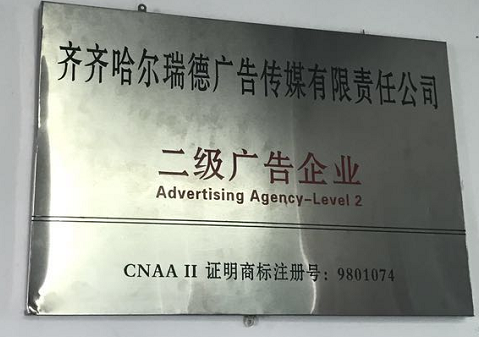 齐齐哈尔瑞德广告传媒有限责任公司
二级广告企业
Advertising Agency-Level 2
CNAA II 证明商标注册号：9801074